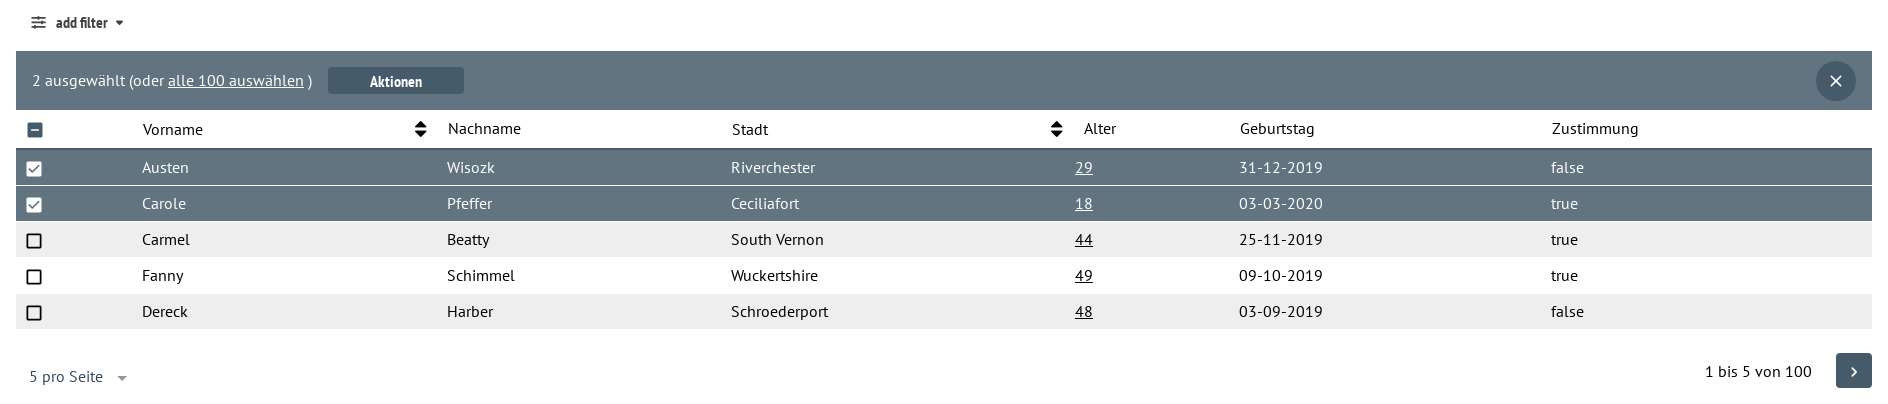 add filter
2 ausgewählt (oder alle 100 auswählen ) Aktionen
Vorname Nachname Stadt Alter Geburtstag Zustimmung
Austen Wisozk Riverchester 29 31-12-2019 false
Carole Pfeffer Ceciliafort 18 03-03-2020 true
Carmel Beatty South Vernon 44 25-11-2019 true
Fanny Schimmel Wuckertshire 49 09-10-2019 true
Dereck Harber Schroederport 48 03-09-2019 false
5 pro Seite 1 bis 5 von 100